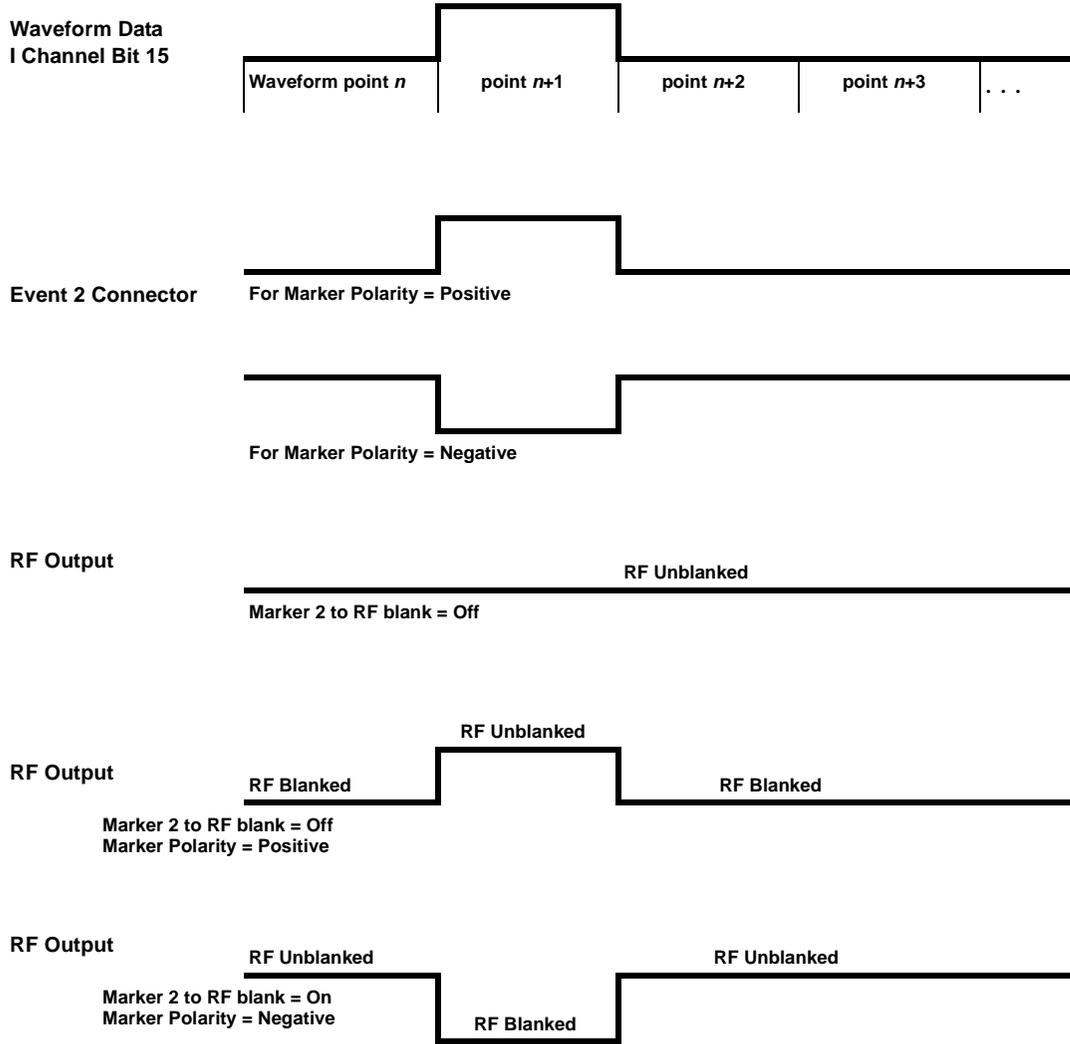 Waveform Data
I Channel Bit 15
Waveform point n
point n+1
point n+2
point n+3
. . .
Event 2 Connector
For Marker Polarity = Positive
For Marker Polarity = Negative
RF Output
RF Unblanked
Marker 2 to RF blank = Off
RF Unblanked
RF Output
RF Blanked
RF Blanked
Marker 2 to RF blank = Off
Marker Polarity = Positive
RF Output
RF Unblanked
RF Unblanked
Marker 2 to RF blank = On
Marker Polarity = Negative
RF Blanked